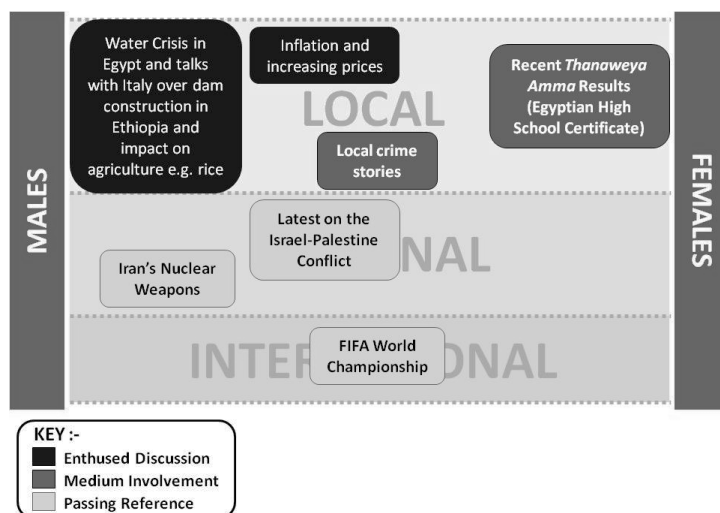 Water Crisis in
Egypt and talks
with Italy over dam
construction in
Ethiopia and
impact on
agriculture e.g. rice
Inflation and
increasing prices
Recent Thanaweya
Amma Results
(Egyptian High
School Certificate)
LOCAL
Local crime
stories
MALES
FEMALES
Latest on the
Israel-Palestine
Conflict
NAL
Iran's Nuclear
Weapons
FIFA World
Championship
INTER ONAL
KEY :-
Enthused Discussion
Medium Involvement
Passing Reference